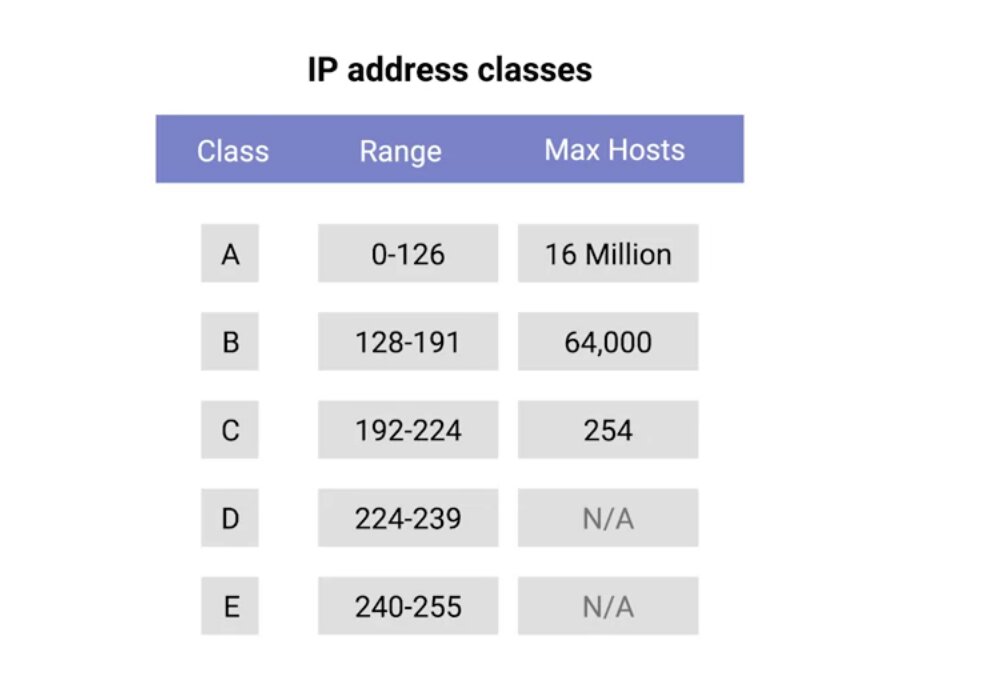 IP address classes
Class Range Max Hosts
A 0-126 16 Million
B 128-191 64,000
C 192-224 254
D 224-239 N/A
E 240-255 N/A